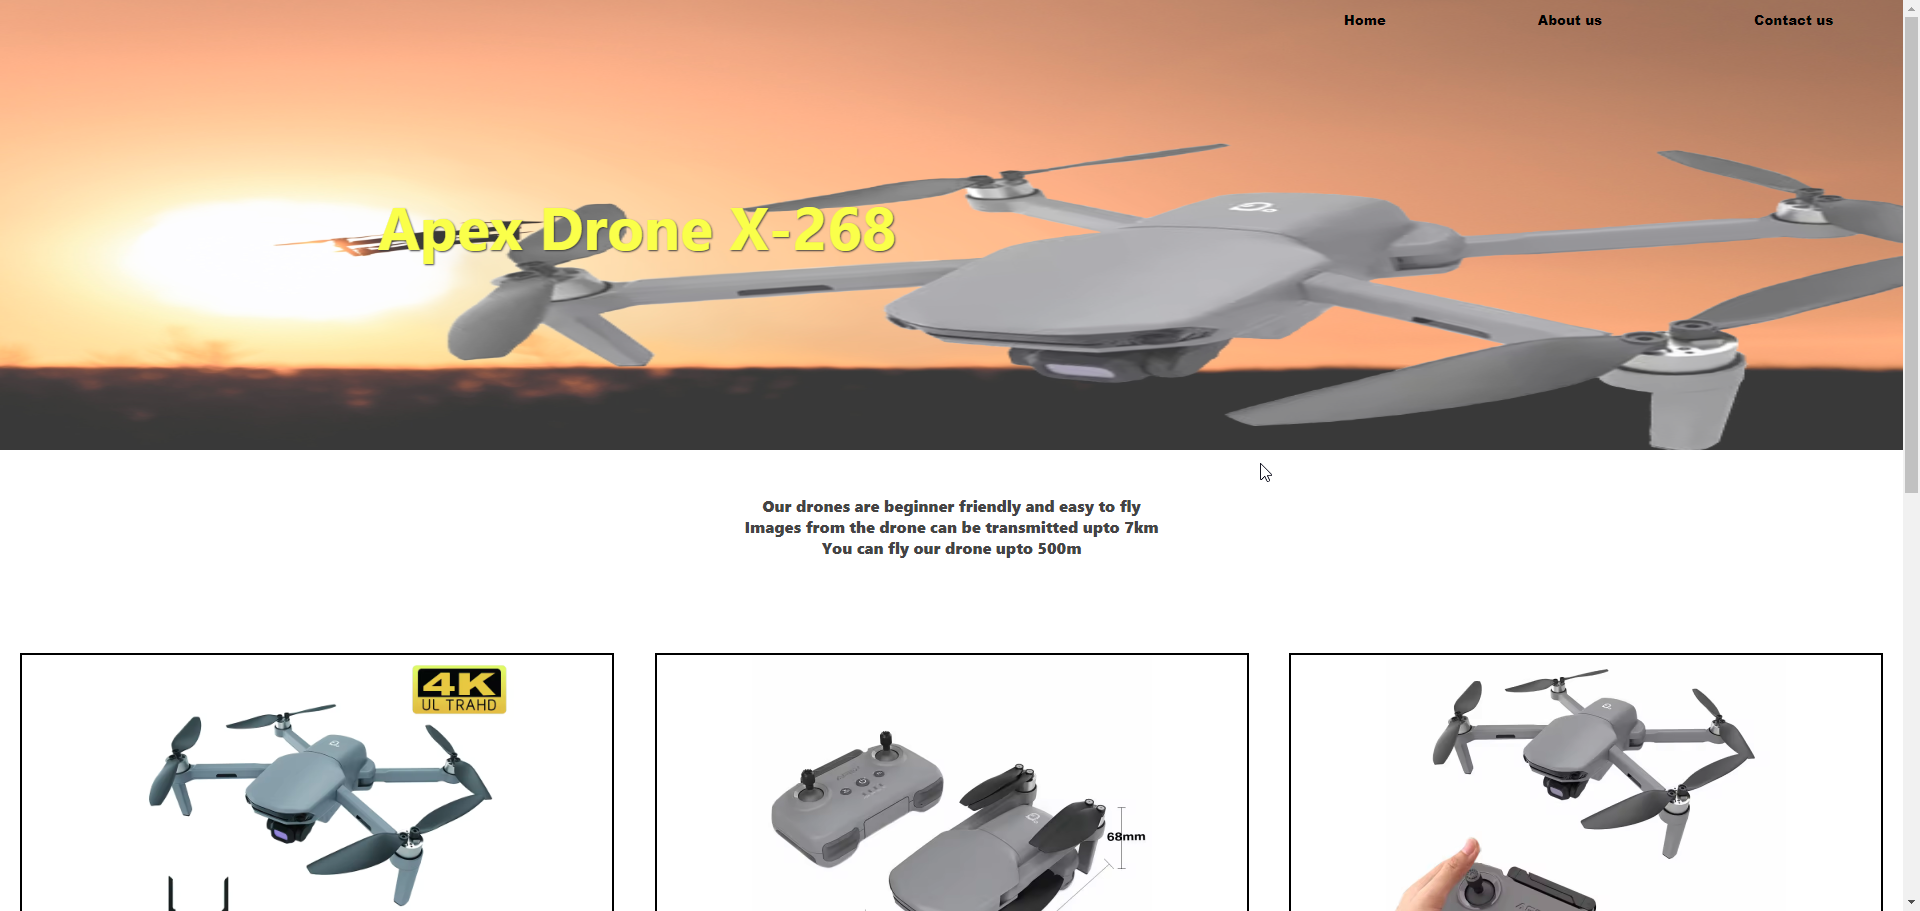 Home
About us
Contact us
Apex Drone X-268
Our drones are beginner friendly and easy to fly
Images from the drone can be transmitted upto 7km
You can fly our drone upto 500m
4K
UL TRAHD
68mm